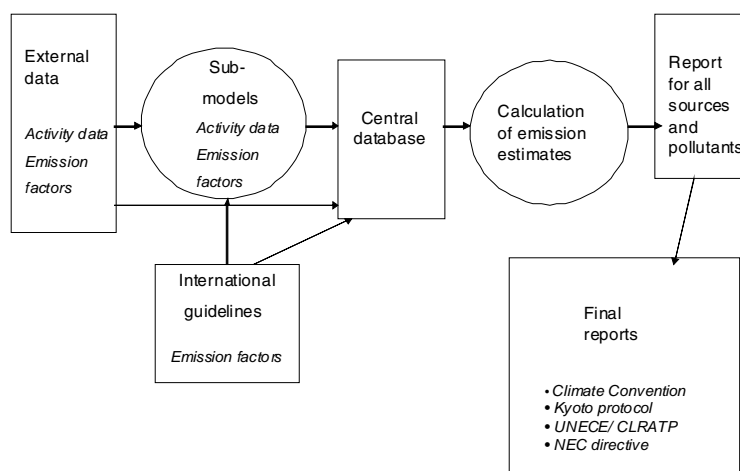 External
data
Activity data
Emission
factors
Sub-
models
Activity data
Emission
factors
Central
database
Calculation
of emission
estimates
Report
for all
sources
and
pollutants
International
guidelines
Emission factors
Final
reports
• Climate Convention
• Kyoto protocol
• UNECE/ CLRATP
• NEC directive